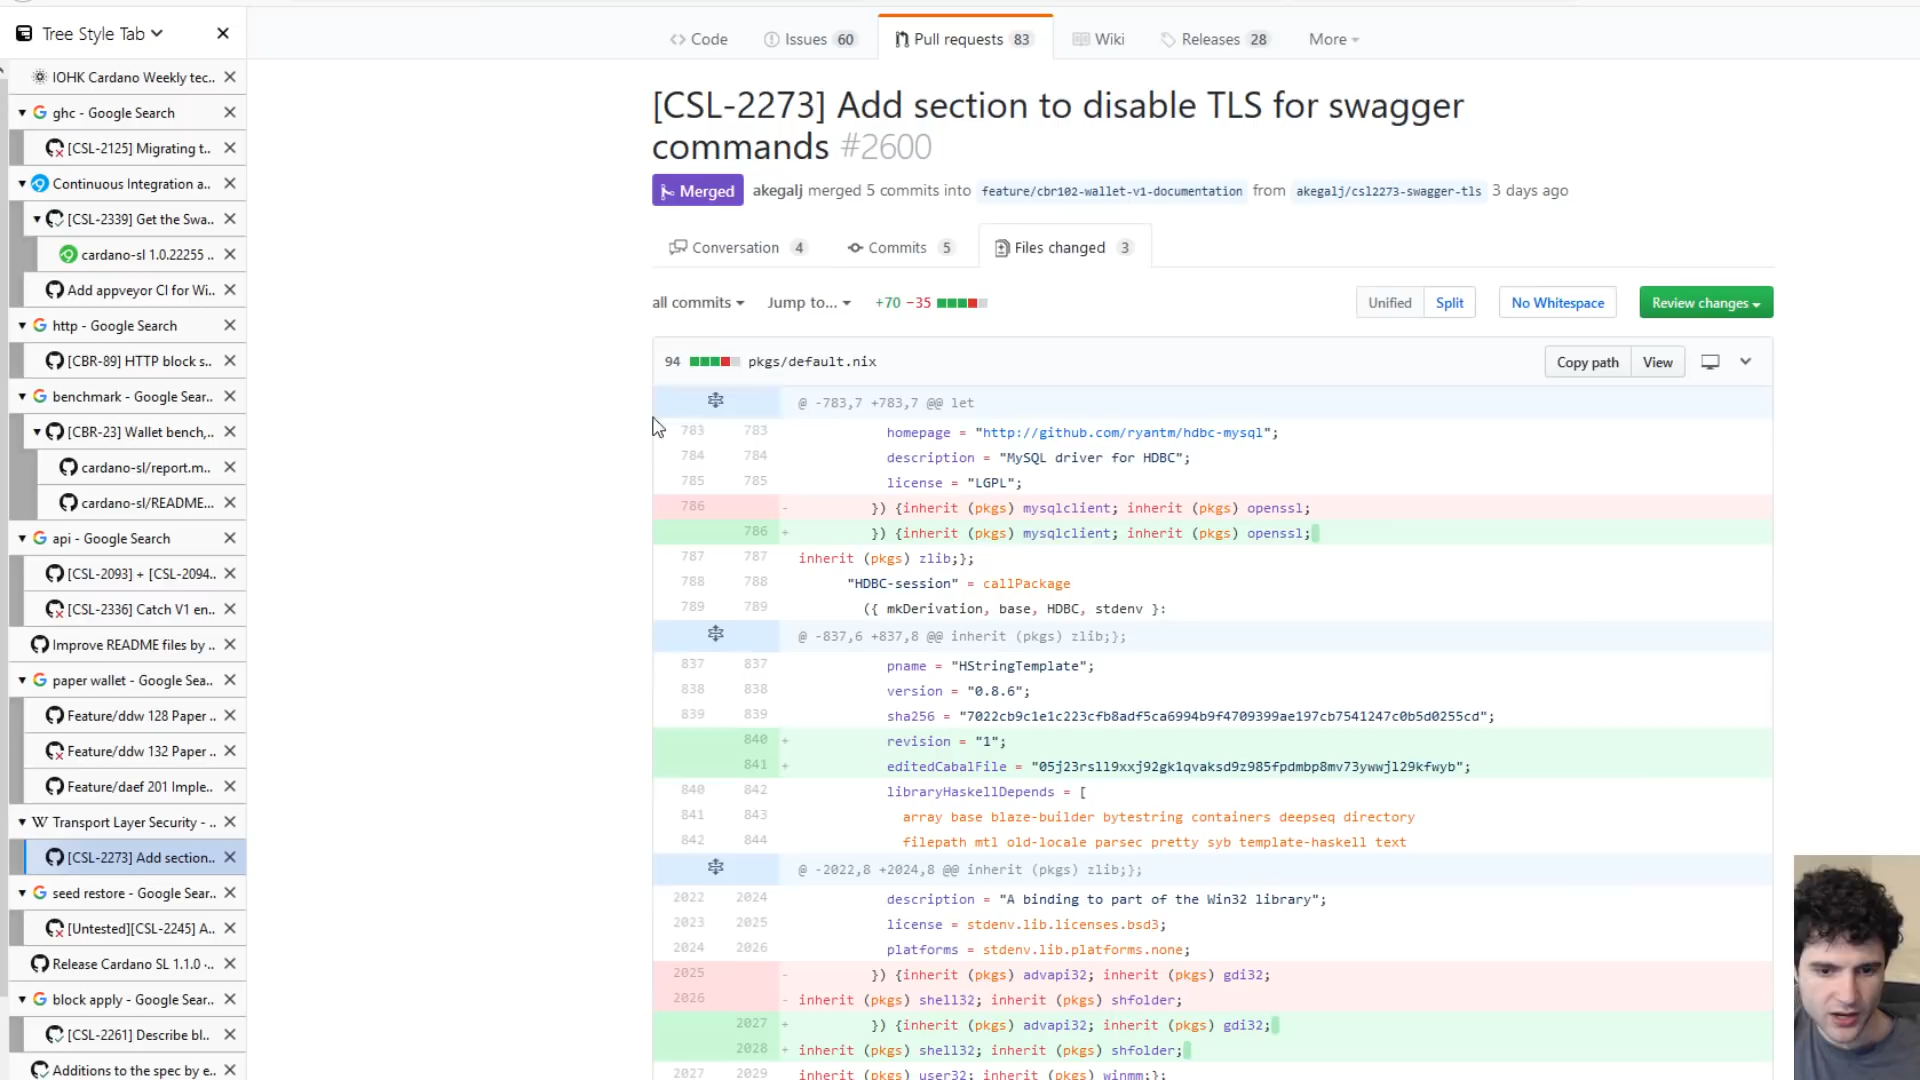 Tree Style Tab
IOHK Cardano Weekly tec..
ghc - Google Search
[CSL-2125] Migrating t..
Continuous Integration a..
[CSL-2339] Get the Swa..
cardano-sl 1.0.22255 ..
Add appveyor CI for Wi..
http - Google Search
[CBR-89] HTTP block s..
benchmark - Google Sear..
[CBR-23] Wallet bench,..
cardano-sl/report.m..
cardano-sl/README...
api - Google Search
[CSL-2093] + [CSL-2094..
[CSL-2336] Catch V1 en..
Improve README files by ..
paper wallet - Google Sea..
Feature/ddw 128 Paper ..
Feature/ddw 132 Paper ..
Feature/daef 201 Imple..
W Transport Layer Security - ..
[CSL-2273] Add section..
seed restore - Google Sear..
[Untested][CSL-2245] A..
Release Cardano SL 1.1.0 ·..
block apply - Google Sear..
[CSL-2261] Describe bl..
Additions to the spec by e..
Code Issues 60 Pull requests 83 Wiki Releases 28 More
[CSL-2273] Add section to disable TLS for swagger
commands #2600
Merged akegalj merged 5 commits into feature/cbr102-wallet-v1-documentation from akegalj/csl2273-swagger-tls 3 days ago
Conversation 4 Commits 5 Files changed 3
all commits Jump to... +70 −35 Unified Split No Whitespace Review changes
94 pkgs/default.nix Copy path View
@ -783,7 +783,7 @@ let
783 783 homepage = "http://github.com/ryantm/hdbc-mysql";
784 784 description = "MySQL driver for HDBC";
785 785 license = "LGPL";
786 - }) {inherit (pkgs) mysqlclient; inherit (pkgs) openssl;
786 + }) {inherit (pkgs) mysqlclient; inherit (pkgs) openssl;
787 787 inherit (pkgs) zlib;};
788 788 "HDBC-session" = callPackage
789 789 ({ mkDerivation, base, HDBC, stdenv }:
@ -837,6 +837,8 @@ inherit (pkgs) zlib;};
837 837 pname = "HStringTemplate";
838 838 version = "0.8.6";
839 839 sha256 = "7022cb9c1e1c223cfb8adf5ca6994b9f4709399ae197cb7541247c0b5d0255cd";
840 + revision = "1";
841 + editedCabalFile = "05j23rsll9xxj92gk1qvaksd9z985fpdmbp8mv73ywwjl29kfwyb";
840 842 libraryHaskellDepends = [
841 843 array base blaze-builder bytestring containers deepseq directory
842 844 filepath mtl old-locale parsec pretty syb template-haskell text
@ -2022,8 +2024,8 @@ inherit (pkgs) zlib;};
2022 2024 description = "A binding to part of the Win32 library";
2023 2025 license = stdenv.lib.licenses.bsd3;
2024 2026 platforms = stdenv.lib.platforms.none;
2025 - }) {inherit (pkgs) advapi32; inherit (pkgs) gdi32;
2026 - inherit (pkgs) shell32; inherit (pkgs) shfolder;
2027 + }) {inherit (pkgs) advapi32; inherit (pkgs) gdi32;
2028 + inherit (pkgs) shell32; inherit (pkgs) shfolder;
2027 2029 inherit (pkgs) user32; inherit (pkgs) winmm;};